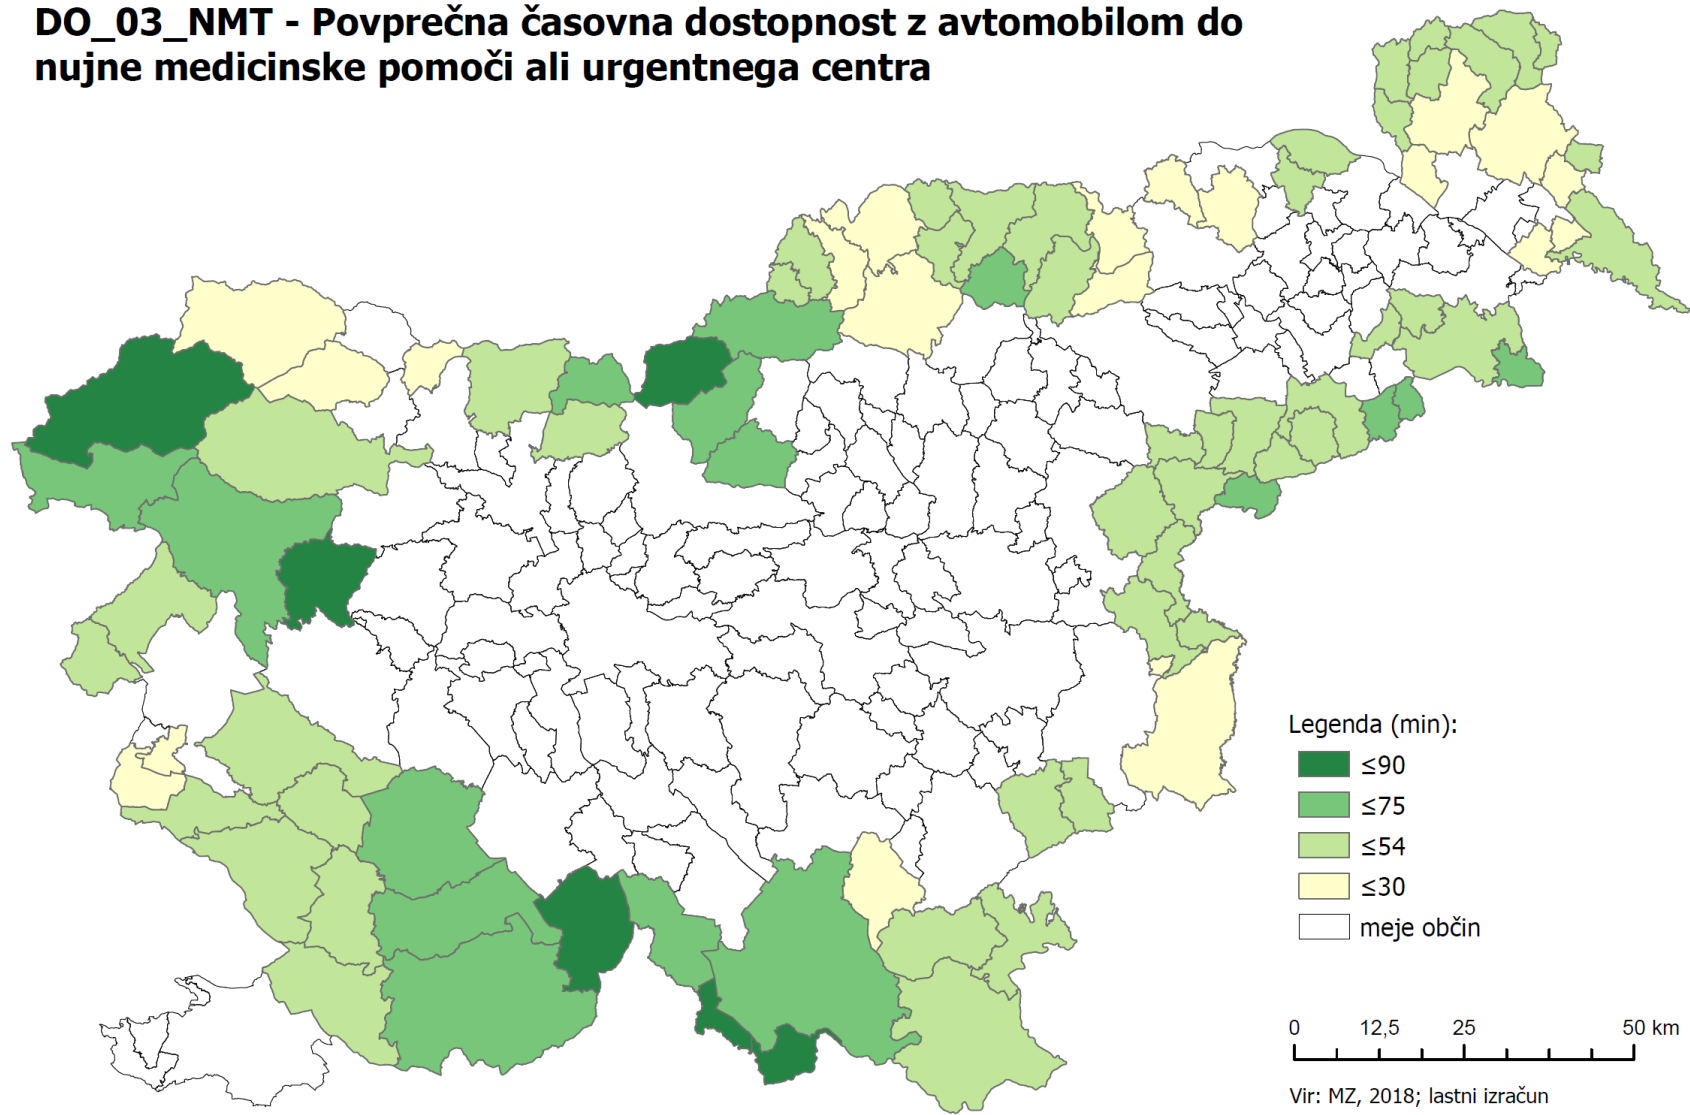 DO_03_NMT - Povprečna časovna dostopnost z avtomobilom do
nujne medicinske pomoči ali urgentnega centra
Legenda (min):
≤90
≤75
≤54
≤30
meje občin
0 12,5 25 50 km
Vir: MZ, 2018; lastni izračun